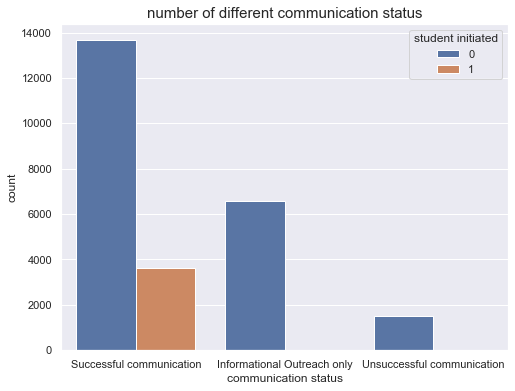 number of different communication status
student initiated
0
1
14000
12000
10000
8000
6000
4000
2000
0
count
Successful communication
Informational Outreach only
Unsuccessful communication
communication status